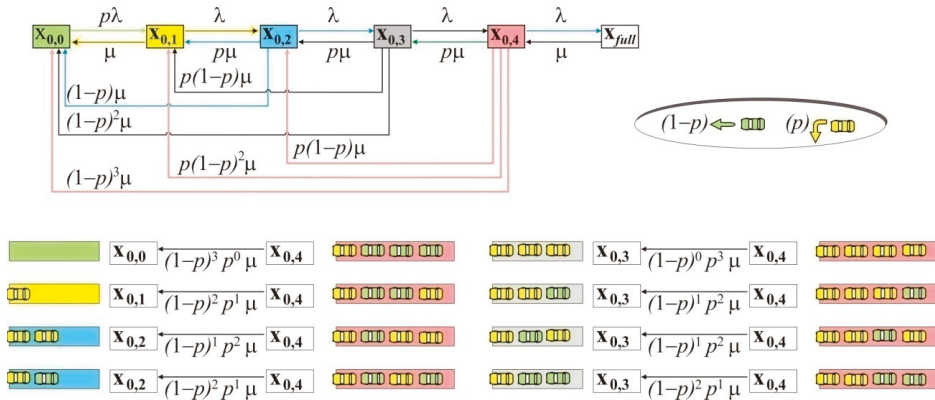 pλ λ λ λ λ
x₀,₀ x₀,₁ x₀,₂ x₀,₃ x₀,₄ x_full
μ pμ pμ pμ μ
p(1–p)μ
(1–p)μ
(1–p)²μ
p(1–p)μ
p(1–p)²μ
(1–p)³μ
(1–p) (p)
x₀,₀ (1–p)³ p⁰ μ x₀,₄ x₀,₃ (1–p)⁰ p³ μ x₀,₄
x₀,₁ (1–p)² p¹ μ x₀,₄ x₀,₃ (1–p)¹ p² μ x₀,₄
x₀,₂ (1–p)¹ p² μ x₀,₄ x₀,₃ (1–p)¹ p² μ x₀,₄
x₀,₂ (1–p)² p¹ μ x₀,₄ x₀,₃ (1–p)² p¹ μ x₀,₄